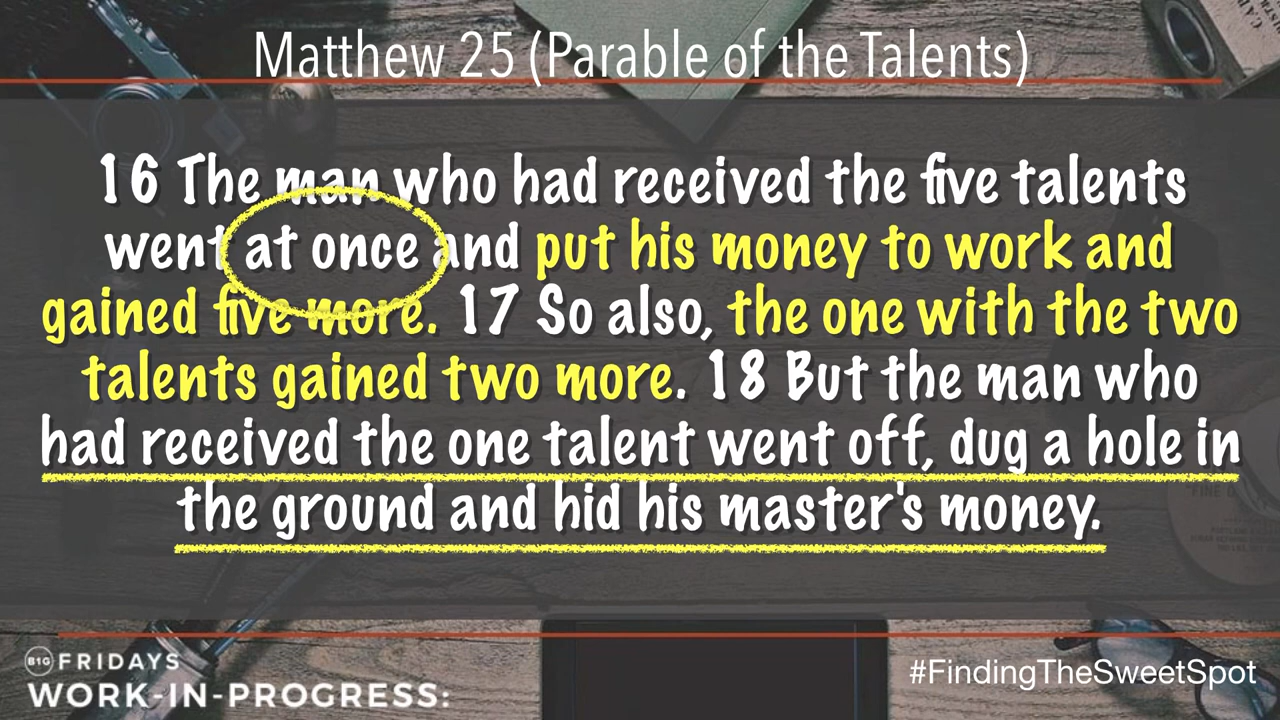 Matthew 25 (Parable of the Talents)
16 The man who had received the five talents
went at once and put his money to work and
gained five more. 17 So also, the one with the two
talents gained two more. 18 But the man who
had received the one talent went off, dug a hole in
the ground and hid his master's money.
B1G FRIDAYS
WORK-IN-PROGRESS:
#FindingTheSweetSpot